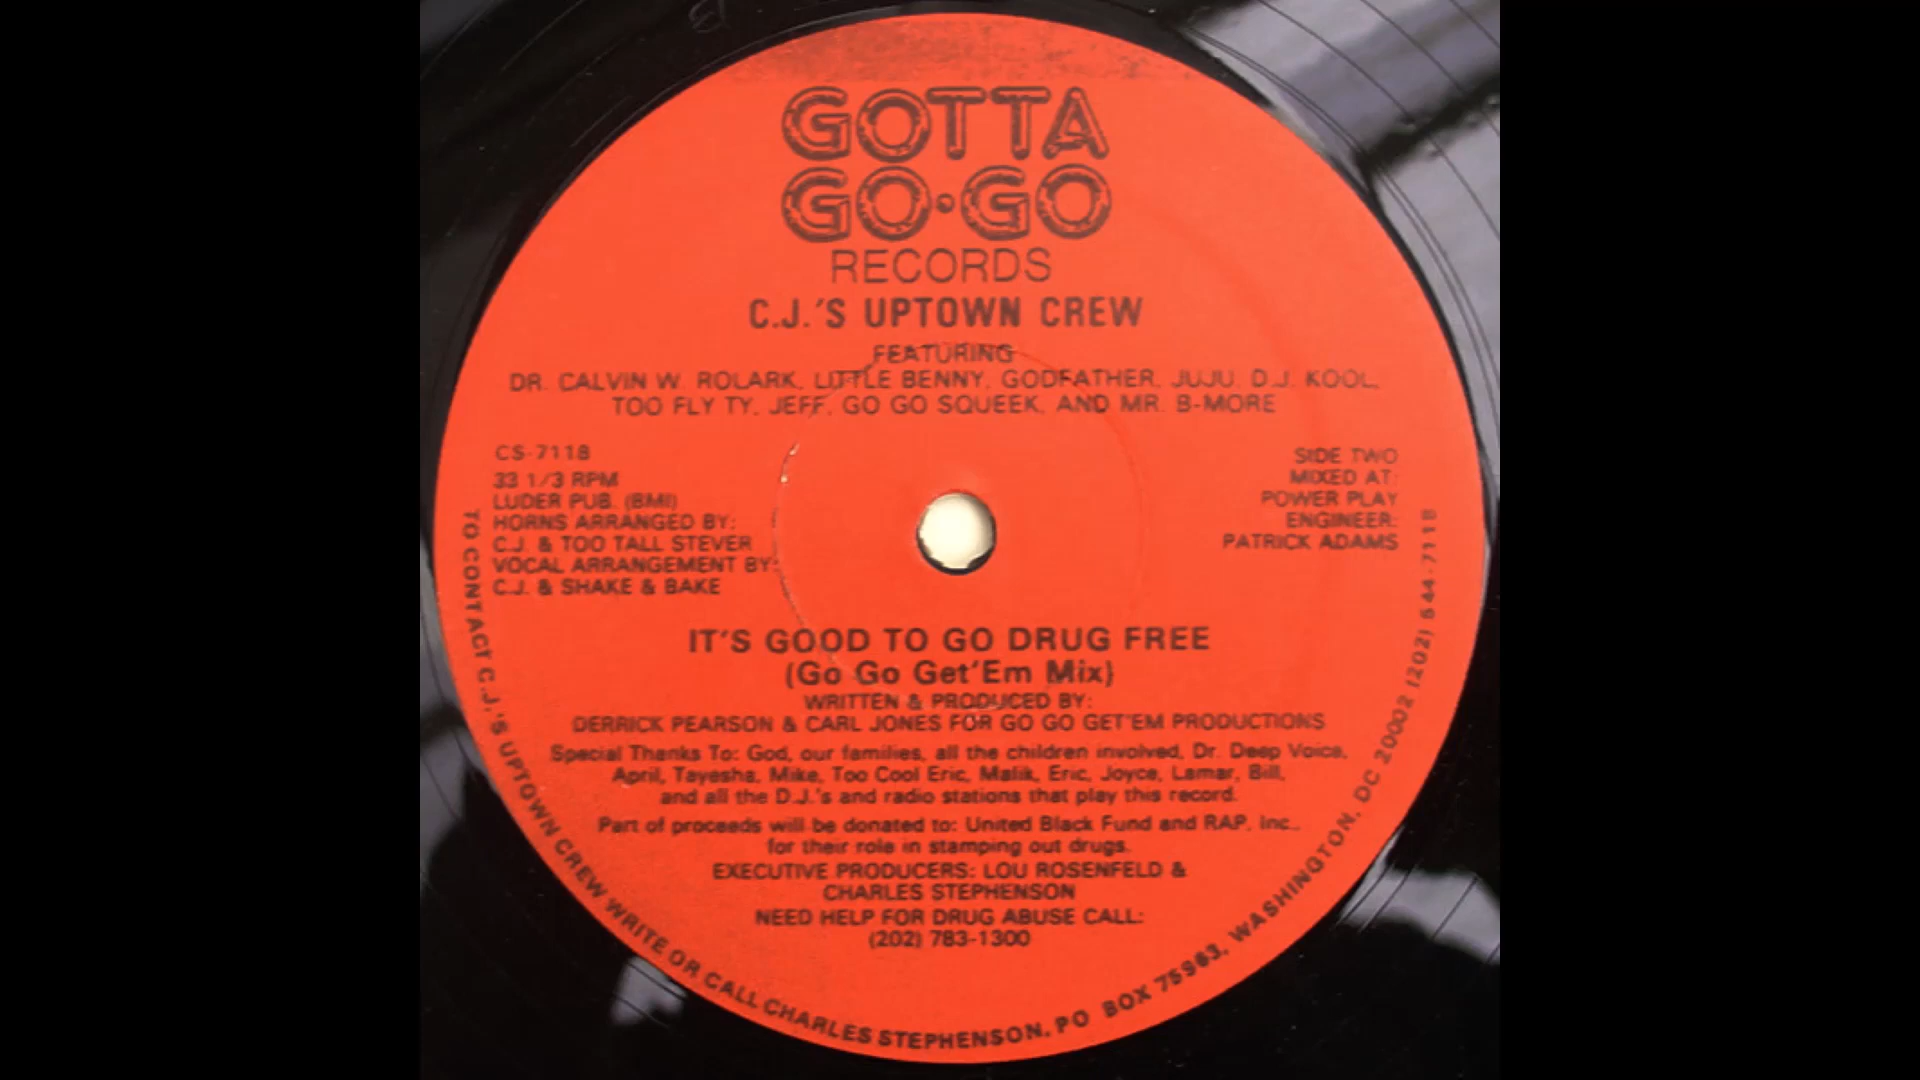 GOTTA
GO•GO
RECORDS
C.J.'S UPTOWN CREW
FEATURING
DR. CALVIN W. ROLARK, LITTLE BENNY, GODFATHER, JUJU, D.J. KOOL,
TOO FLY TY, JEFF, GO GO SQUEEK, AND MR. B-MORE
CS-7118
33 1/3 RPM
LUDER PUB. (BMI)
HORNS ARRANGED BY:
C.J. & TOO TALL STEVER
VOCAL ARRANGEMENT BY:
C.J. & SHAKE & BAKE
SIDE TWO
MIXED AT:
POWER PLAY
ENGINEER:
PATRICK ADAMS
IT'S GOOD TO GO DRUG FREE
(Go Go Get'Em Mix)
WRITTEN & PRODUCED BY:
DERRICK PEARSON & CARL JONES FOR GO GO GET'EM PRODUCTIONS
Special Thanks To: God, our families, all the children involved, Dr. Deep Voice,
April, Tayesha, Mike, Too Cool Eric, Malik, Eric, Joyce, Lamar, Bill,
and all the D.J.'s and radio stations that play this record.
Part of proceeds will be donated to: United Black Fund and RAP, Inc.,
for their role in stamping out drugs.
EXECUTIVE PRODUCERS: LOU ROSENFELD &
CHARLES STEPHENSON
NEED HELP FOR DRUG ABUSE CALL:
(202) 783-1300
TO CONTACT C.J.'S UPTOWN CREW WRITE OR CALL CHARLES STEPHENSON, PO BOX 75963, WASHINGTON, DC 20002 (202) 544-7118